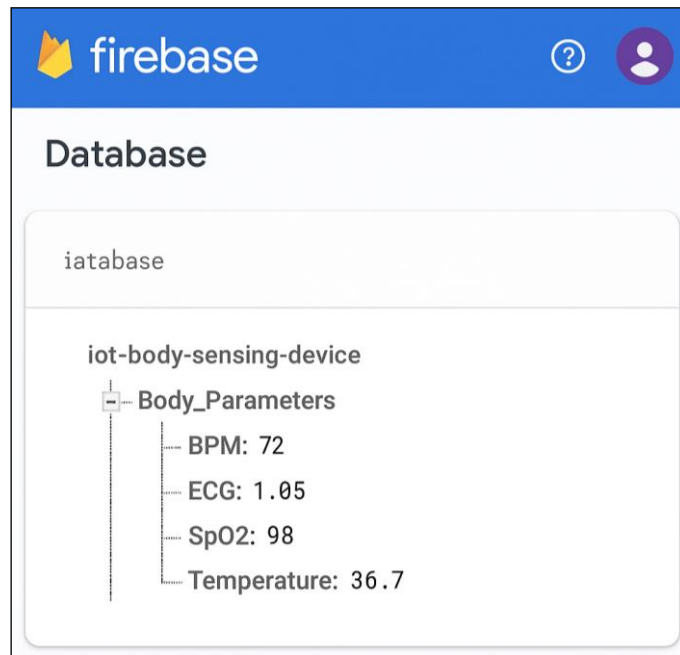 firebase
Database
iatabase
iot-body-sensing-device
Body_Parameters
BPM: 72
ECG: 1.05
SpO2: 98
Temperature: 36.7